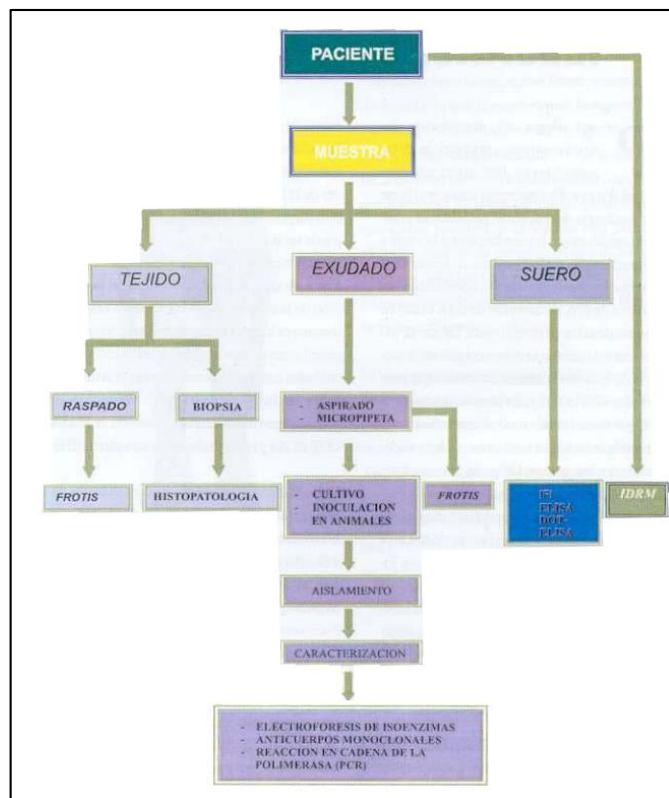 PACIENTE
MUESTRA
TEJIDO
EXUDADO
SUERO
RASPADO
BIOPSIA
- ASPIRADO
- MICROPIPETA
FROTIS
HISTOPATOLOGIA
- CULTIVO
- INOCULACION
EN ANIMALES
FROTIS
ELISA
DOT-
ELISA
IDRM
AISLAMIENTO
CARACTERIZACION
- ELECTROFORESIS DE ISOENZIMAS
- ANTICUERPOS MONOCLONALES
- REACCION EN CADENA DE LA
POLIMERASA (PCR)